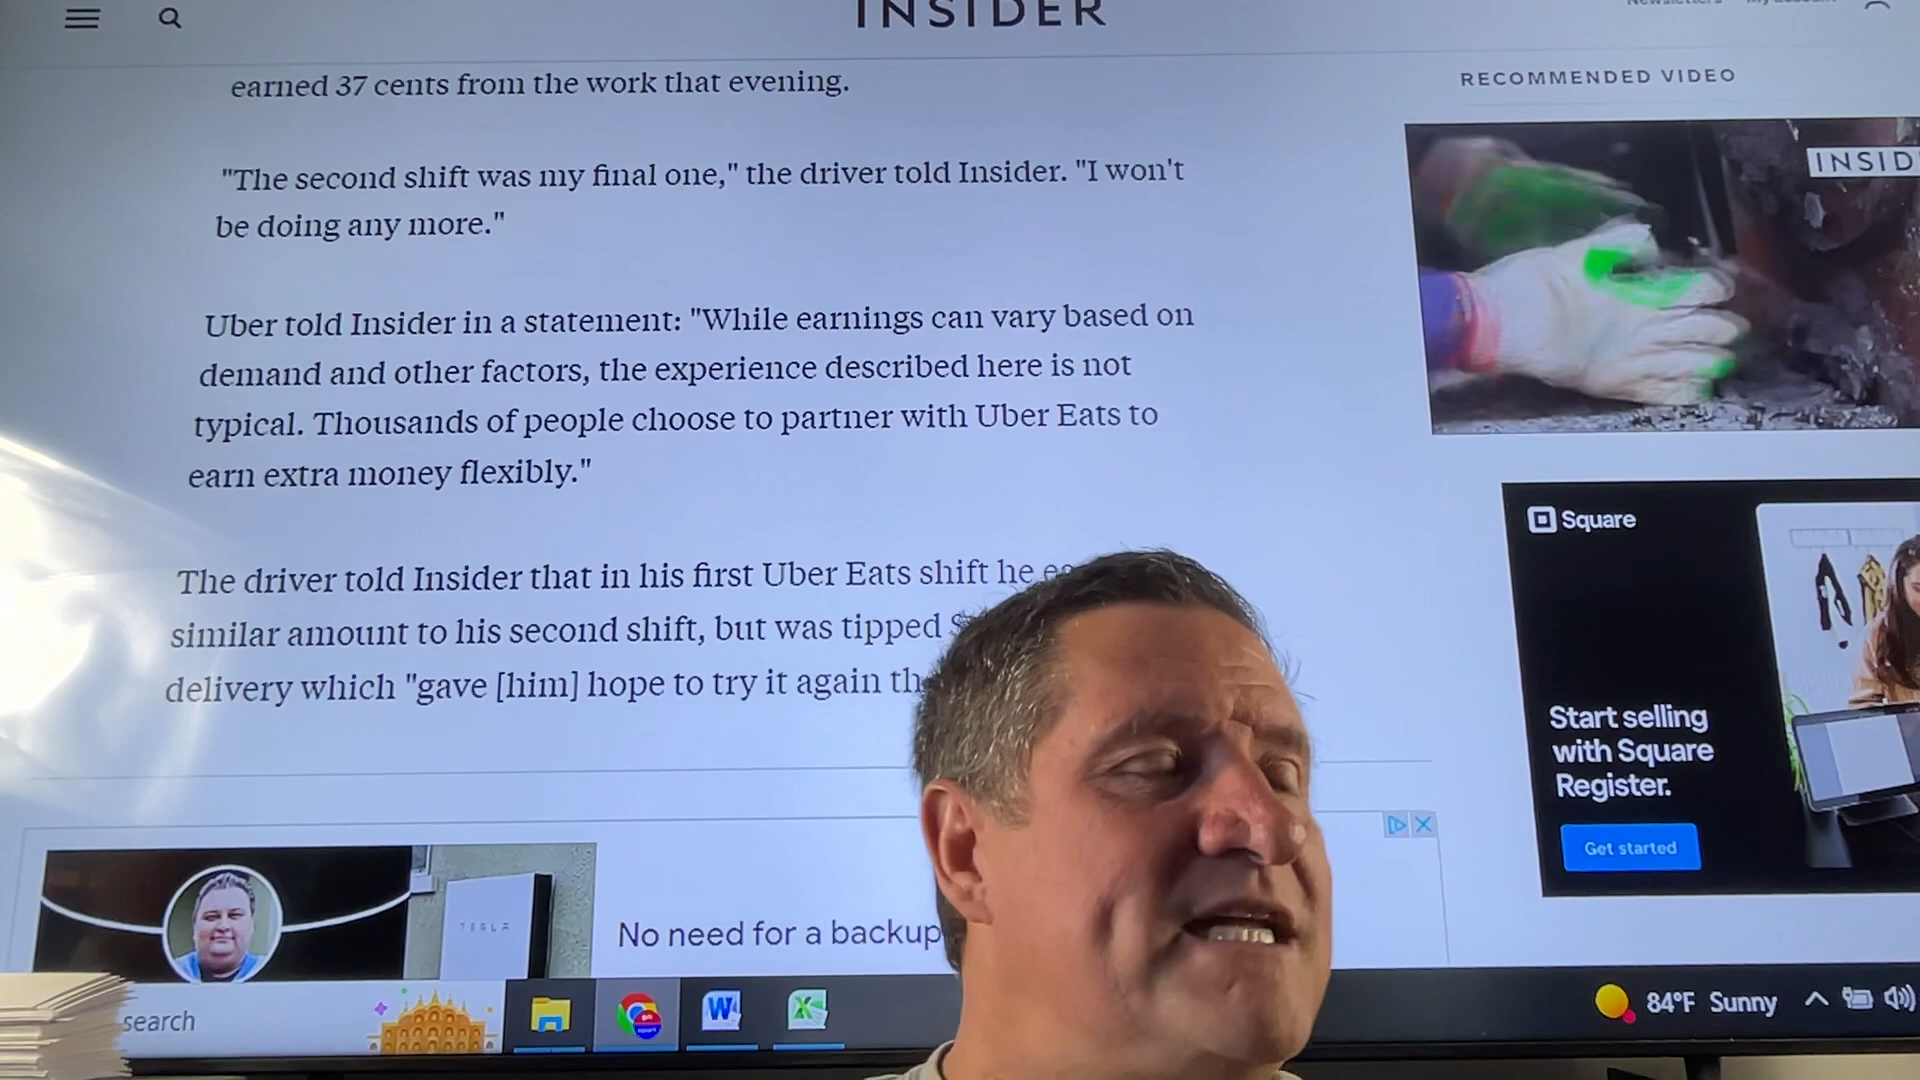 INSIDER
earned 37 cents from the work that evening.
RECOMMENDED VIDEO
"The second shift was my final one," the driver told Insider. "I won't
be doing any more."
INSID
Uber told Insider in a statement: "While earnings can vary based on
demand and other factors, the experience described here is not
typical. Thousands of people choose to partner with Uber Eats to
earn extra money flexibly."
Square
The driver told Insider that in his first Uber Eats shift he
similar amount to his second shift, but was tipped
delivery which "gave [him] hope to try it again
Start selling
with Square
Register.
Get started
TESLA
No need for a backup
search
84°F Sunny